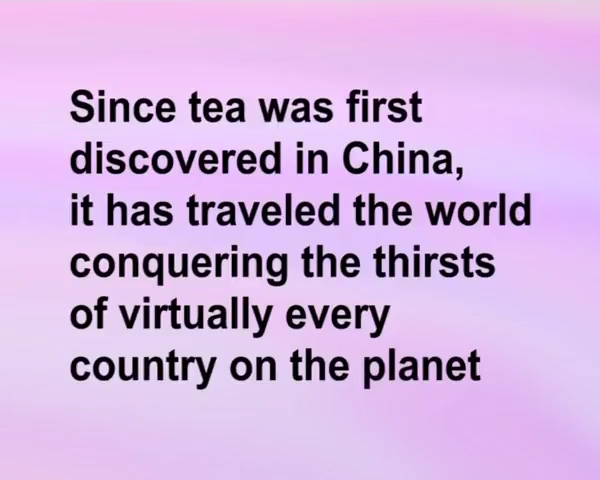 Since tea was first
discovered in China,
it has traveled the world
conquering the thirsts
of virtually every
country on the planet